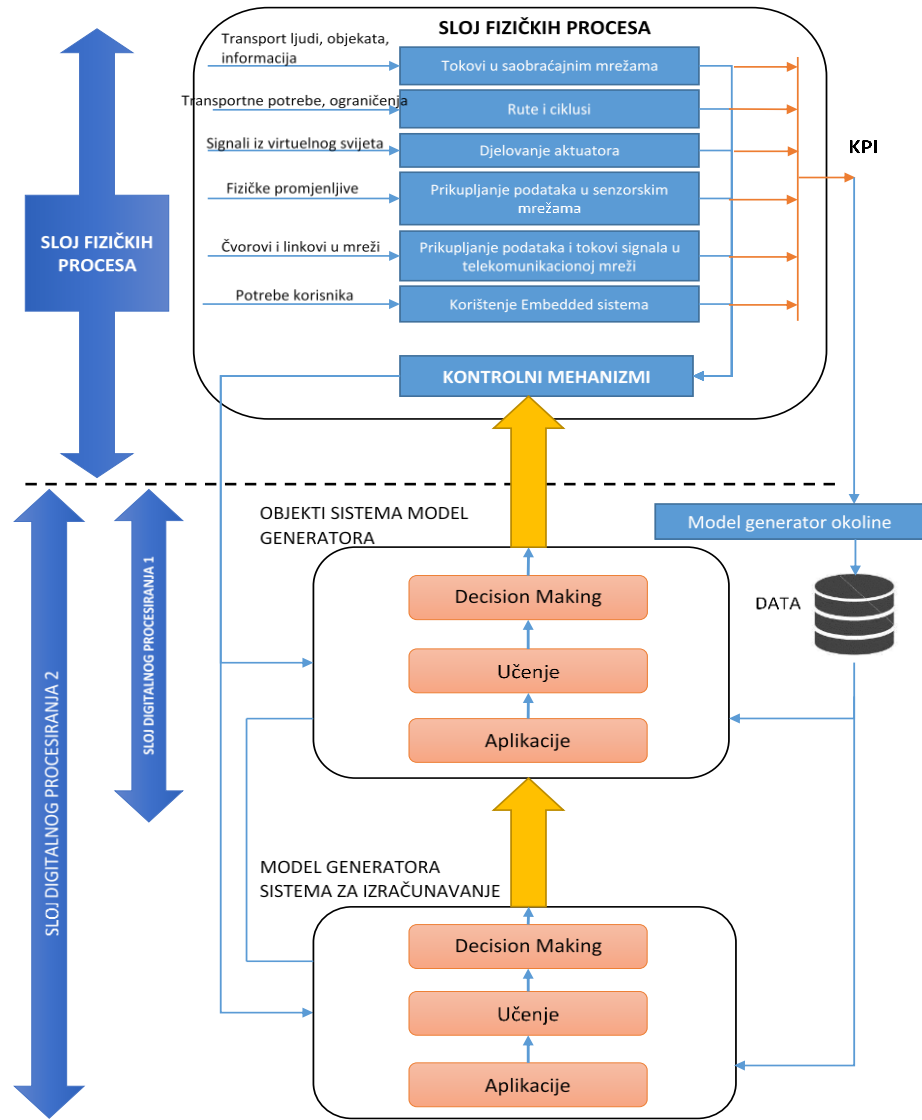 SLOJ FIZIČKIH PROCESA
Transport ljudi, objekata,
informacija
Tokovi u saobraćajnim mrežama
Transportne potrebe, ograničenja
Rute i ciklusi
Signali iz virtuelnog svijeta
Djelovanje aktuatora
KPI
Fizičke promjenljive
Prikupljanje podataka u senzorskim
mrežama
SLOJ FIZIČKIH
PROCESA
Čvorovi i linkovi u mreži
Prikupljanje podataka i tokovi signala u
telekomunikacionoj mreži
Potrebe korisnika
Korištenje Embedded sistema
KONTROLNI MEHANIZMI
OBJEKTI SISTEMA MODEL
GENERATORA
Model generator okoline
DATA
Decision Making
Učenje
Aplikacije
SLOJ DIGITALNOG PROCESIRANJA 1
SLOJ DIGITALNOG PROCESIRANJA 2
MODEL GENERATORA
SISTEMA ZA IZRAČUNAVANJE
Decision Making
Učenje
Aplikacije